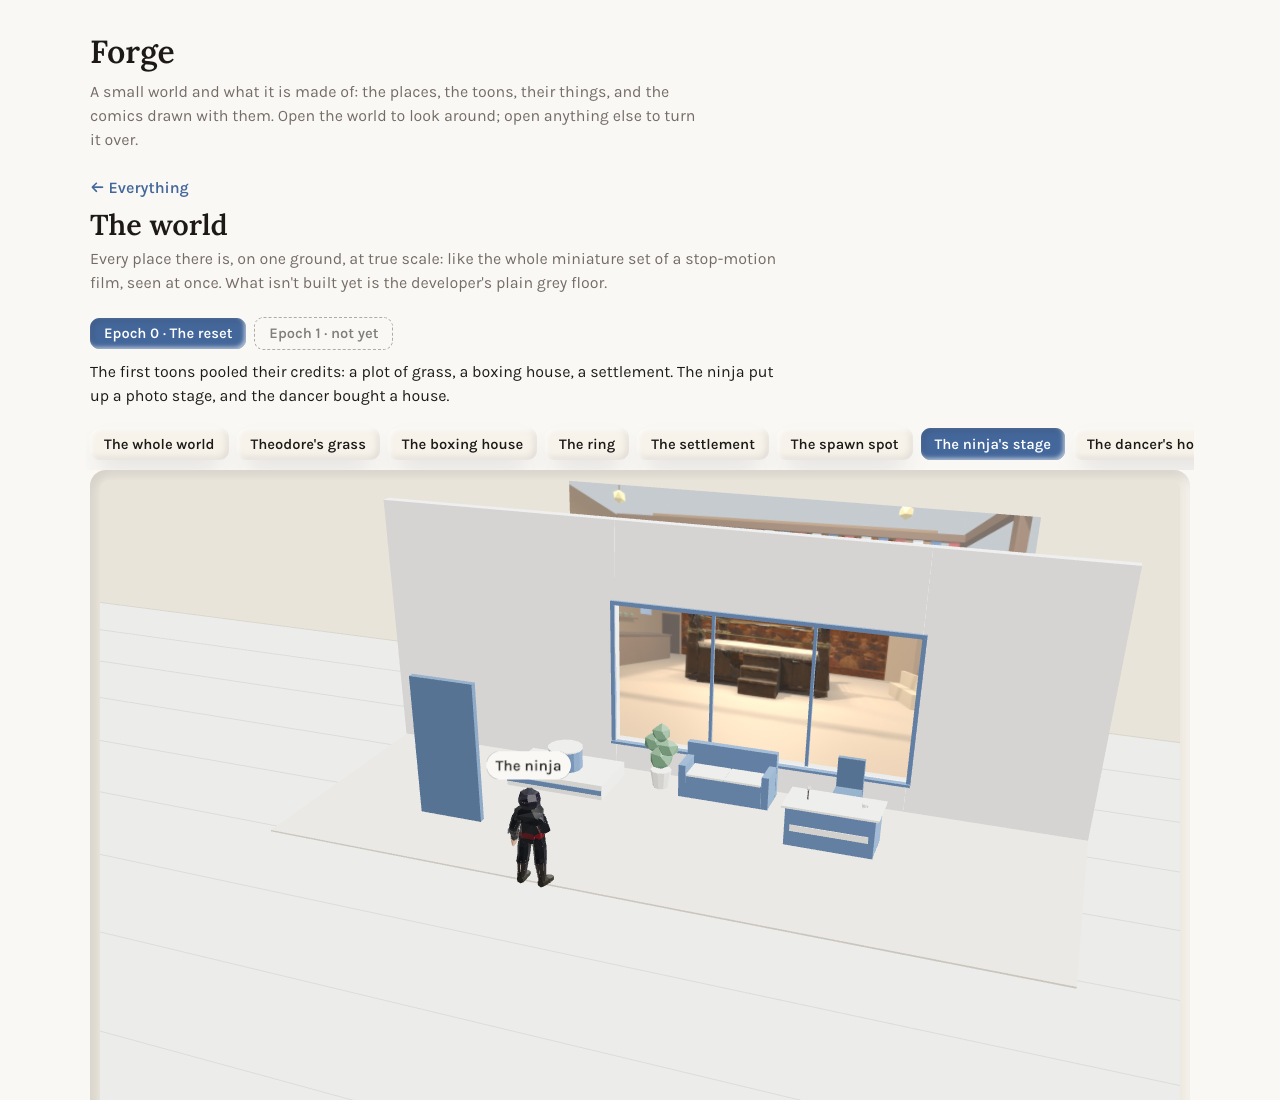 Forge
A small world and what it is made of: the places, the toons, their things, and the
comics drawn with them. Open the world to look around; open anything else to turn
it over.
← Everything
The world
Every place there is, on one ground, at true scale: like the whole miniature set of a stop-motion
film, seen at once. What isn't built yet is the developer's plain grey floor.
Epoch 0 · The reset
Epoch 1 · not yet
The first toons pooled their credits: a plot of grass, a boxing house, a settlement. The ninja put
up a photo stage, and the dancer bought a house.
The whole world
Theodore's grass
The boxing house
The ring
The settlement
The spawn spot
The ninja's stage
The dancer's ho
The ninja